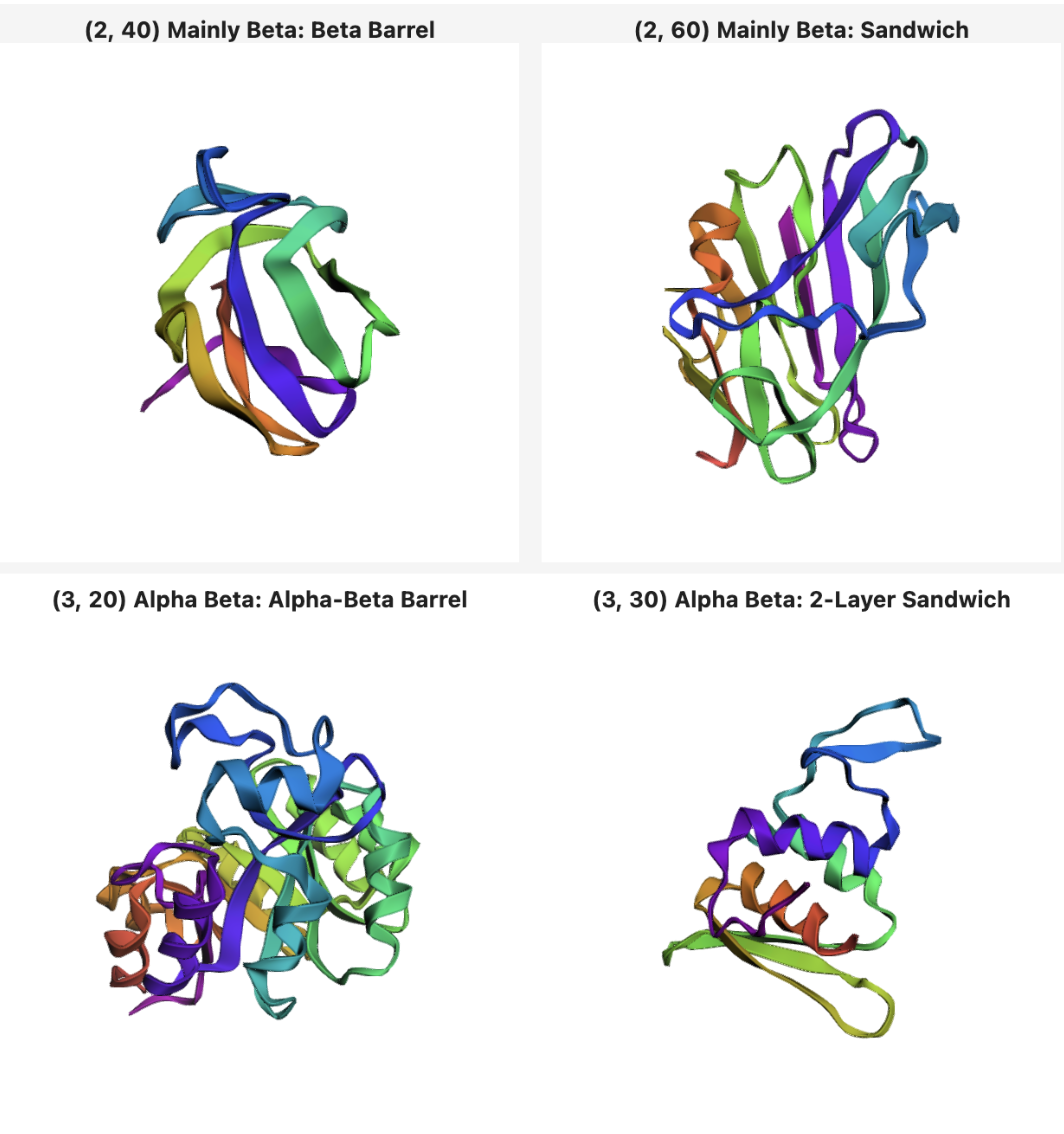 (2, 40) Mainly Beta: Beta Barrel
(2, 60) Mainly Beta: Sandwich
(3, 20) Alpha Beta: Alpha-Beta Barrel
(3, 30) Alpha Beta: 2-Layer Sandwich